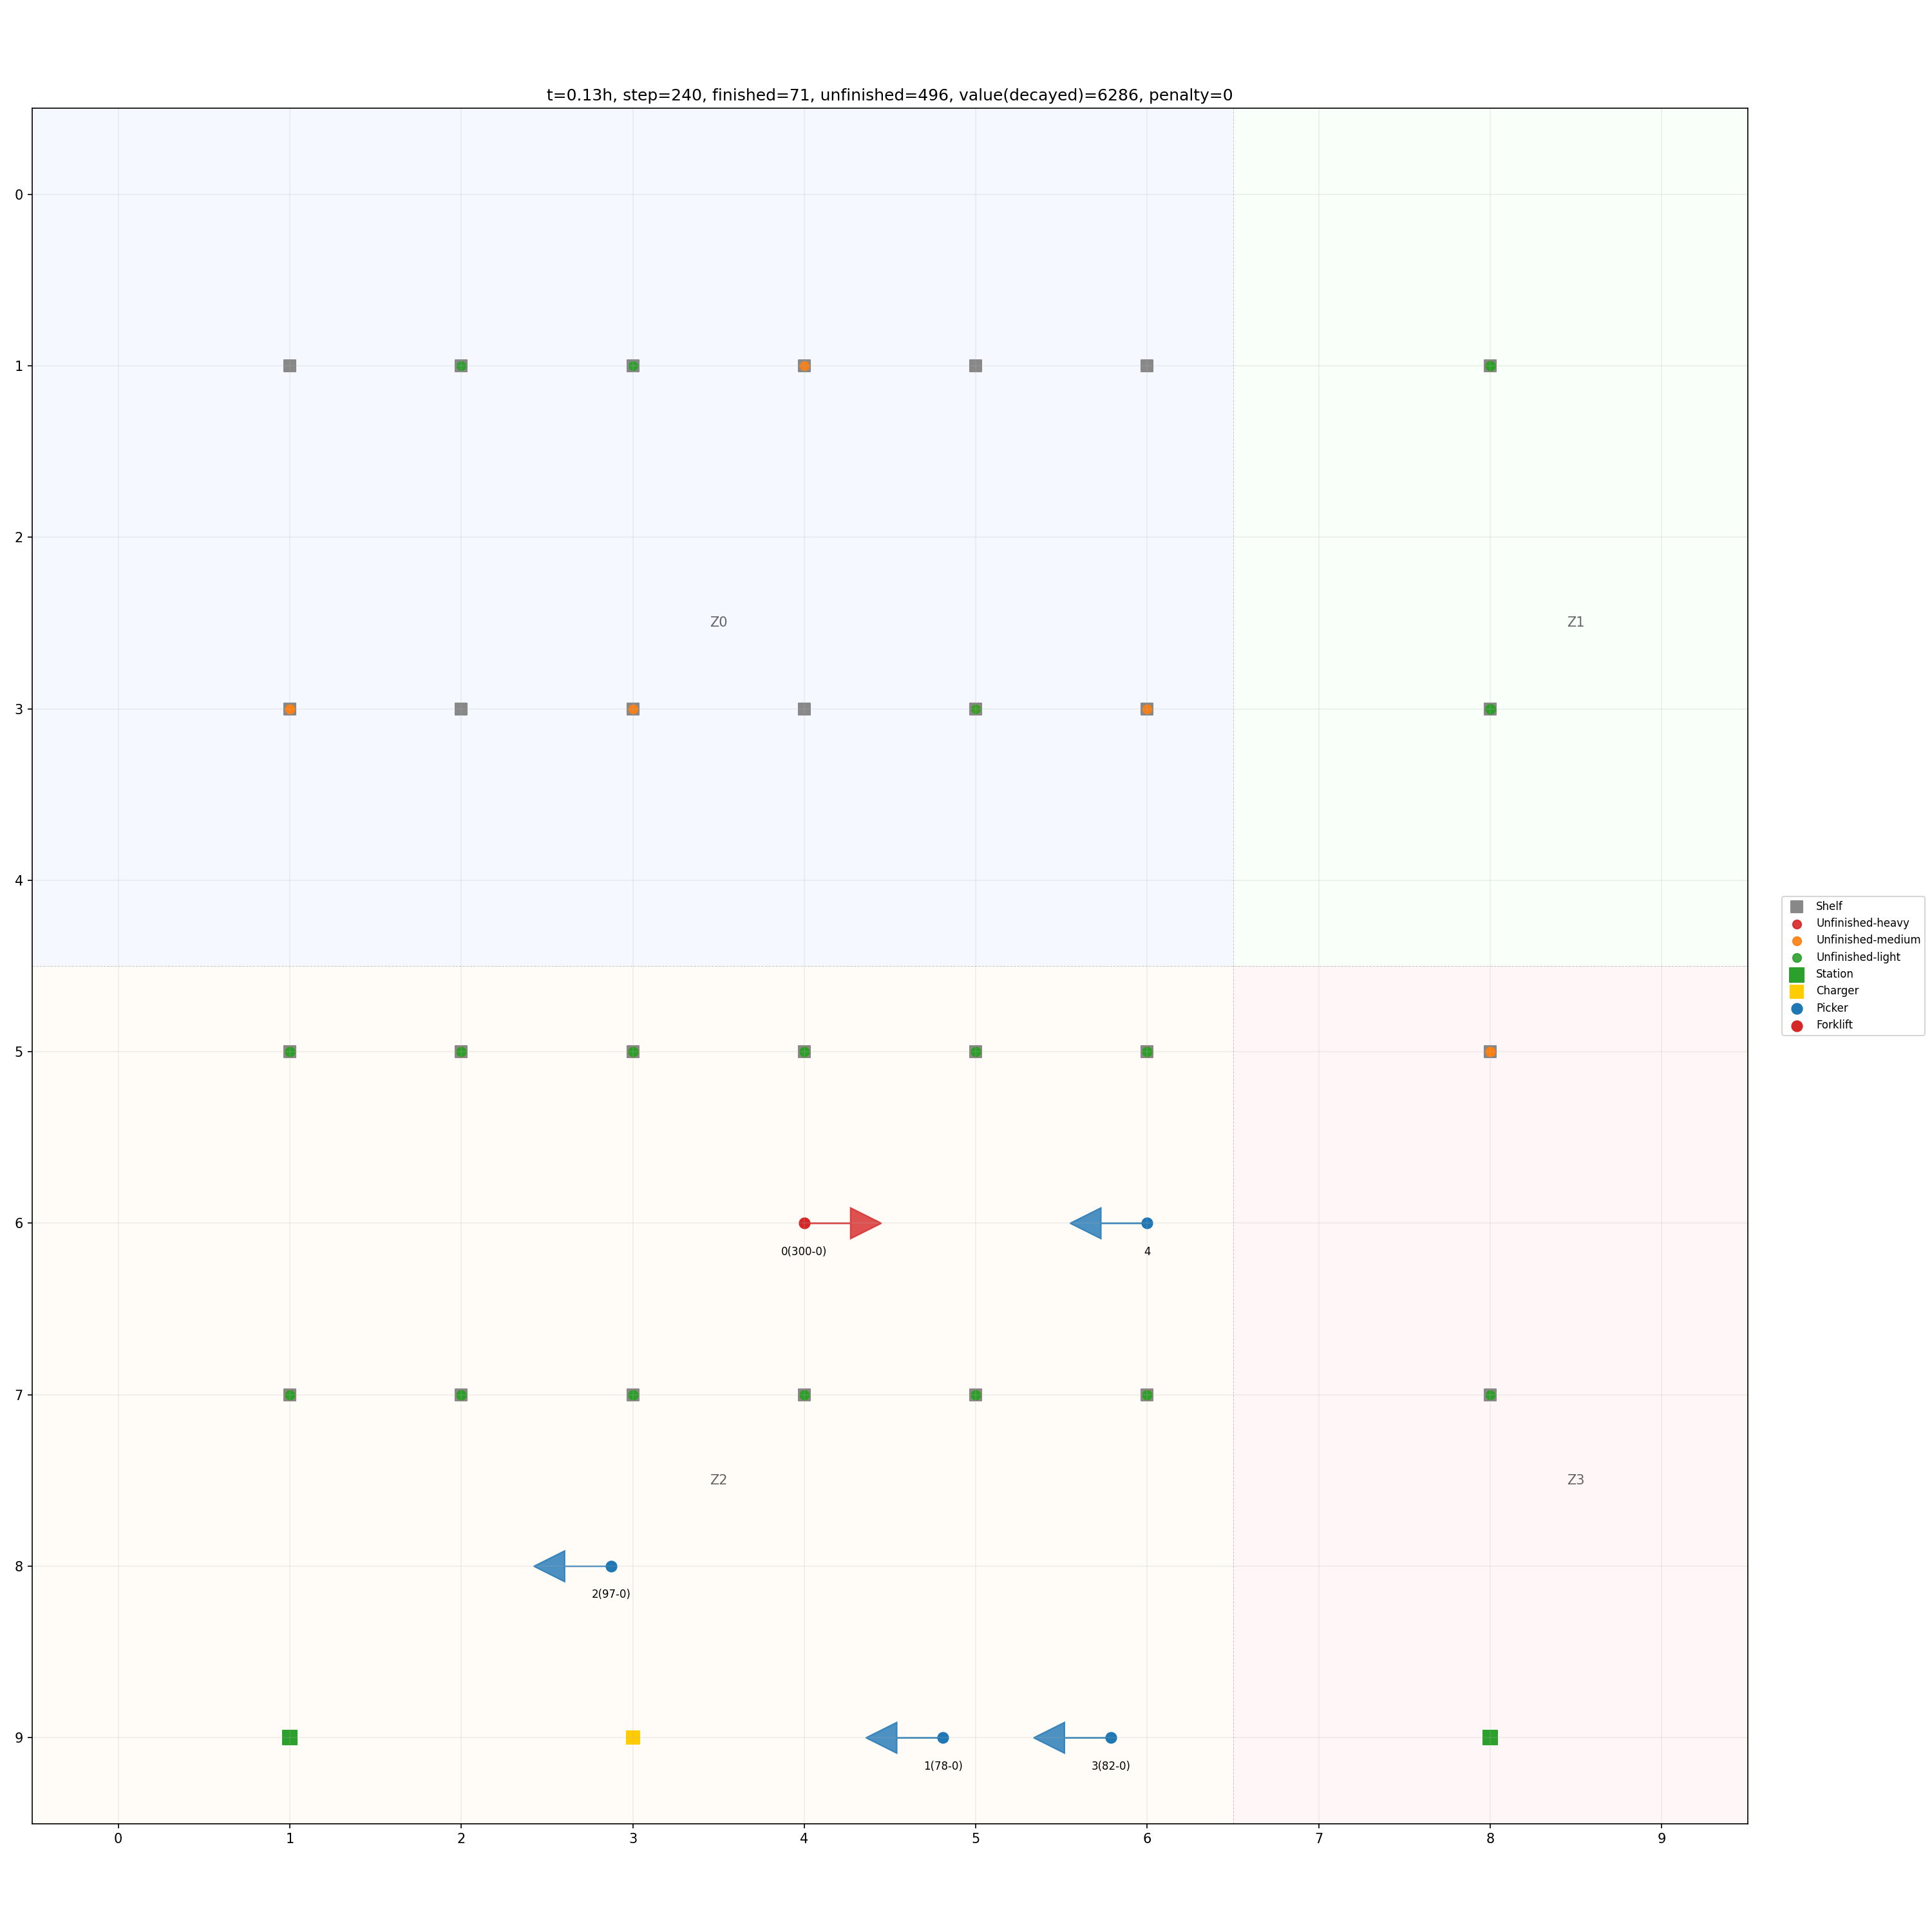 t=0.13h, step=240, finished=71, unfinished=496, value(decayed)=6286, penalty=0
0
1
2
Z0
Z1
3
4
Shelf
Unfinished-heavy
Unfinished-medium
Unfinished-light
Station
Charger
Picker
Forklift
5
6
0(300-0)
4
7
Z2
Z3
8
2(97-0)
9
1(78-0)
3(82-0)
0 1 2 3 4 5 6 7 8 9